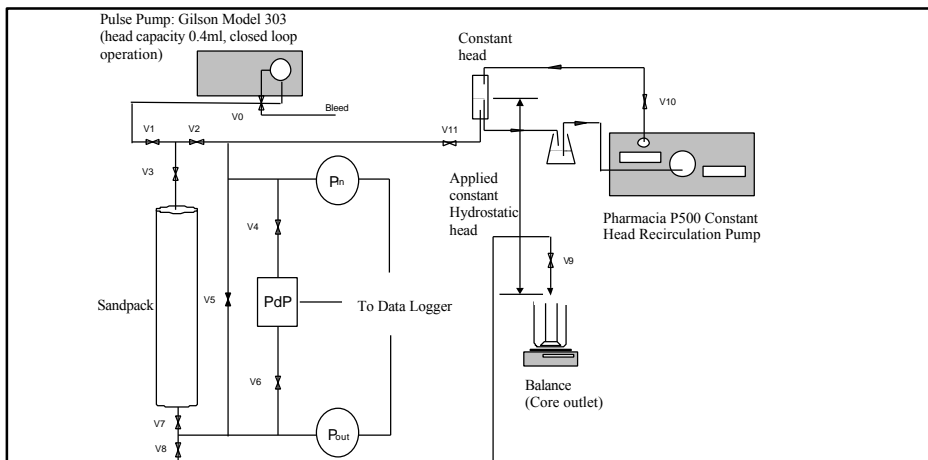 Pulse Pump: Gilson Model 303
(head capacity 0.4ml, closed loop
operation)
Constant
head
V0
Bleed
V10
V1
V2
V11
V3
Pin
Applied
constant
Hydrostatic
head
Pharmacia P500 Constant
Head Recirculation Pump
V4
V9
Sandpack
V5
PdP
To Data Logger
V6
Balance
(Core outlet)
V7
Pout
V8